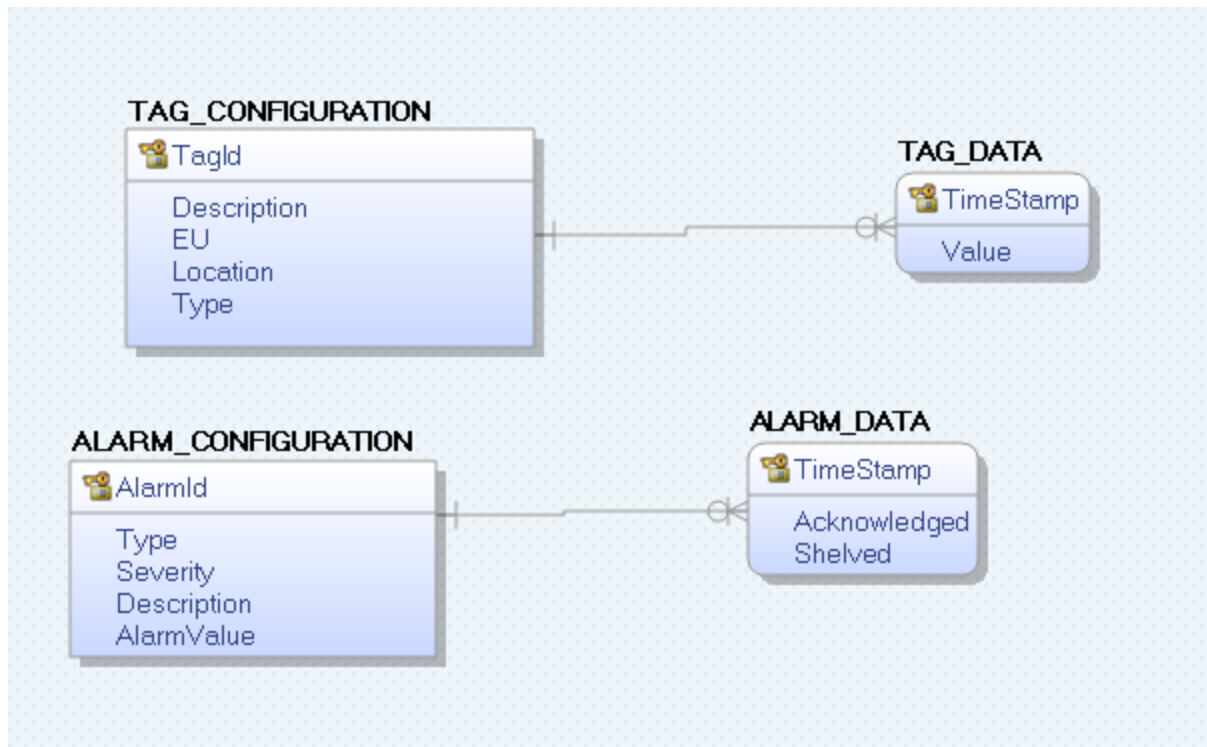 TAG_CONFIGURATION
TagId
Description
EU
Location
Type
TAG_DATA
TimeStamp
Value
ALARM_CONFIGURATION
AlarmId
Type
Severity
Description
AlarmValue
ALARM_DATA
TimeStamp
Acknowledged
Shelved